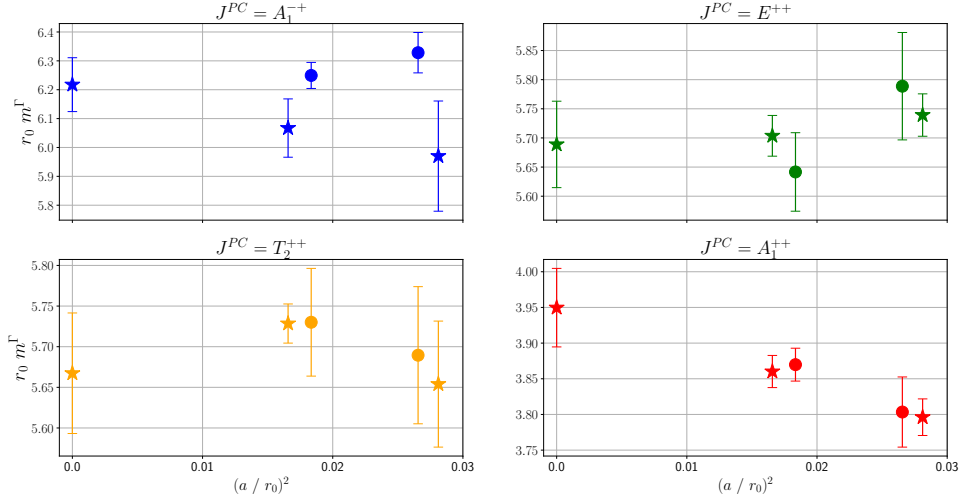 J^{PC} = A_1^{-+}
r_0 m^Γ
6.4
6.3
6.2
6.1
6.0
5.9
5.8
J^{PC} = E^{++}
5.85
5.80
5.75
5.70
5.65
5.60
J^{PC} = T_2^{++}
r_0 m^Γ
5.80
5.75
5.70
5.65
5.60
0.0 0.01 0.02 0.03
(a / r_0)^2
J^{PC} = A_1^{++}
4.00
3.95
3.90
3.85
3.80
3.75
0.0 0.01 0.02 0.03
(a / r_0)^2